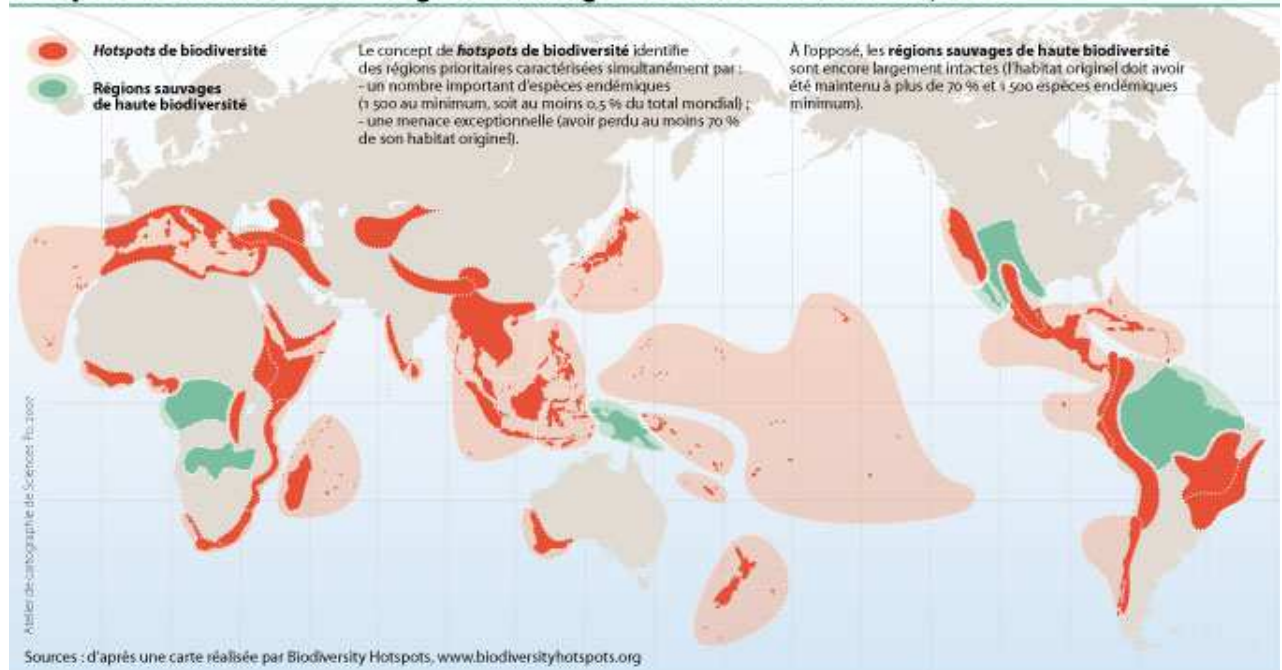 Hotspots de biodiversité
Régions sauvages
de haute biodiversité
Le concept de hotspots de biodiversité identifie
des régions prioritaires caractérisées simultanément par :
- un nombre important d'espèces endémiques
(1 500 au minimum, soit au moins 0,5 % du total mondial) ;
- une menace exceptionnelle (avoir perdu au moins 70 %
de son habitat originel).
À l'opposé, les régions sauvages de haute biodiversité
sont encore largement intactes (l'habitat originel doit avoir
été maintenu à plus de 70 % et 1 500 espèces endémiques
minimum).
Atelier de cartographie de Sciences Po, 2007
Sources : d'après une carte réalisée par Biodiversity Hotspots, www.biodiversityhotspots.org